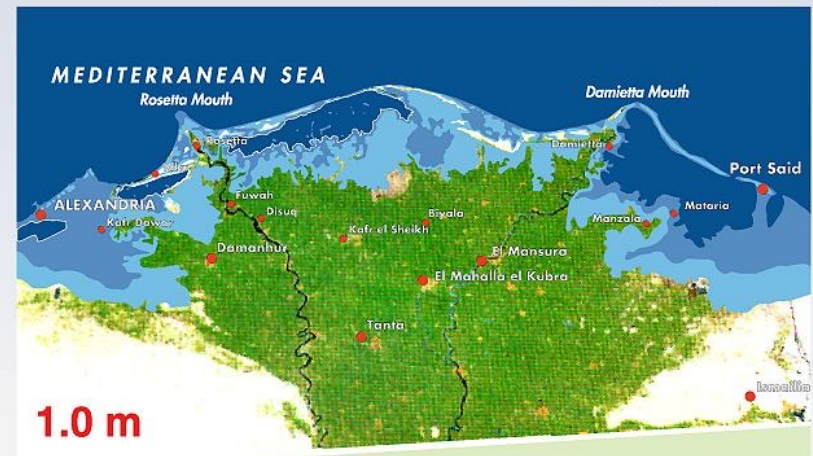 MEDITERRANEAN SEA
Rosetta Mouth
Damietta Mouth
Rosetta
Damietta
Port Said
ALEXANDRIA
Fuwah
Disuq
Biyala
Mataria
Kafr Dawar
Kafr el Sheikh
Manzala
Damanhur
El Mansura
El Mahalla el Kubra
Tanta
Ismailia
1.0 m